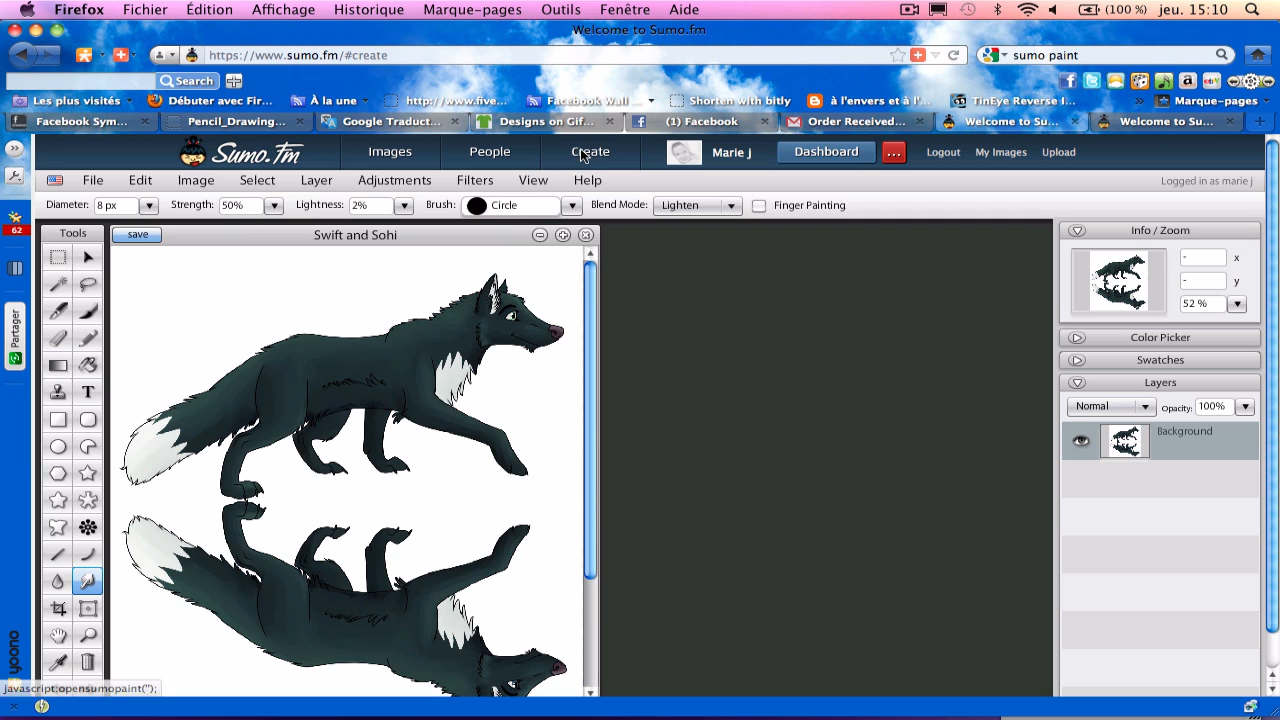 Firefox Fichier Édition Affichage Historique Marque-pages Outils Fenêtre Aide (100 %) jeu. 15:10
Welcome to Sumo.fm
https://www.sumo.fm/#create sumo paint
Search
Les plus visités Débuter avec Fir... À la une http://www.five... Facebook Wall ... Shorten with bitly à l'envers et à l'... TinEye Reverse I... » Marque-pages
Facebook Sym... Pencil_Drawing... Google Traduct... Designs on Gif... (1) Facebook Order Received... Welcome to Su... Welcome to Su...
Sumo.fm Images People Create Marie j Dashboard ... Logout My Images Upload
File Edit Image Select Layer Adjustments Filters View Help Logged in as marie j
Diameter: 8 px Strength: 50% Lightness: 2% Brush: Circle Blend Mode: Lighten Finger Painting
62
Partager
yoono
Tools
T
save Swift and Sohi
Info / Zoom
- x
- y
52 %
Color Picker
Swatches
Layers
Normal Opacity: 100%
Background
javascript:opensumopaint('');